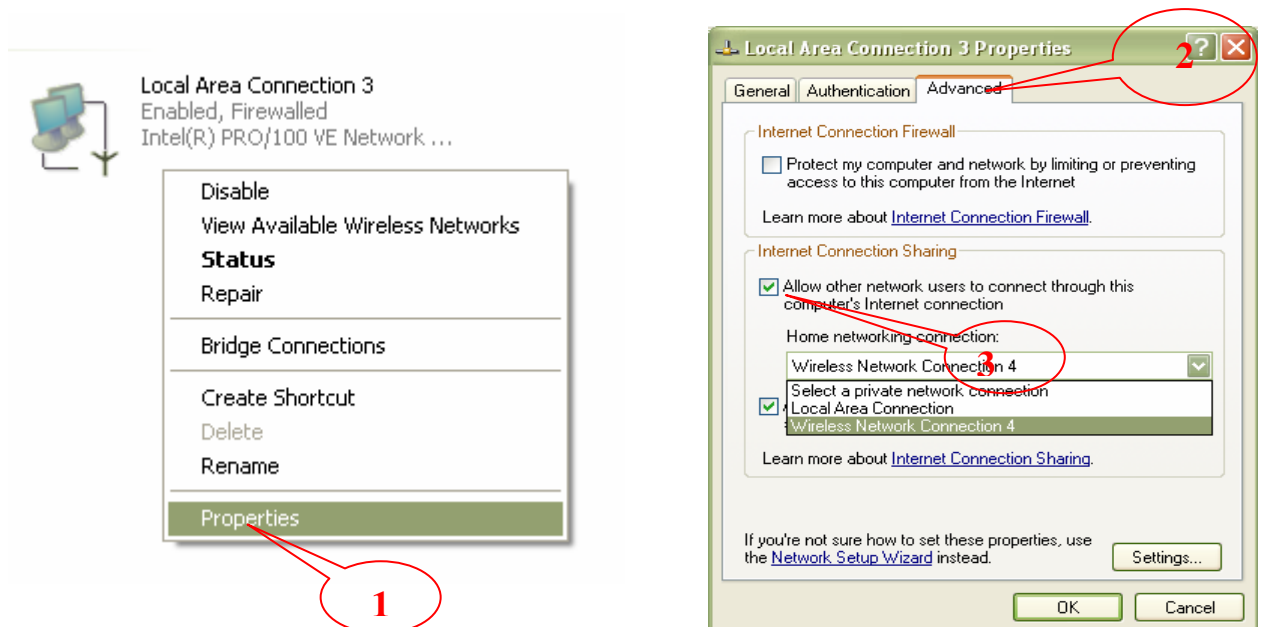 Local Area Connection 3
Enabled, Firewalled
Intel(R) PRO/100 VE Network ...
Disable
View Available Wireless Networks
Status
Repair
Bridge Connections
Create Shortcut
Delete
Rename
Properties
1
Local Area Connection 3 Properties
2
General Authentication Advanced
Internet Connection Firewall
Protect my computer and network by limiting or preventing
access to this computer from the Internet
Learn more about Internet Connection Firewall.
Internet Connection Sharing
Allow other network users to connect through this
computer's Internet connection
Home networking connection:
3
Wireless Network Connection 4
Select a private network connection
Local Area Connection
Wireless Network Connection 4
Learn more about Internet Connection Sharing.
If you're not sure how to set these properties, use
the Network Setup Wizard instead.
Settings...
OK Cancel